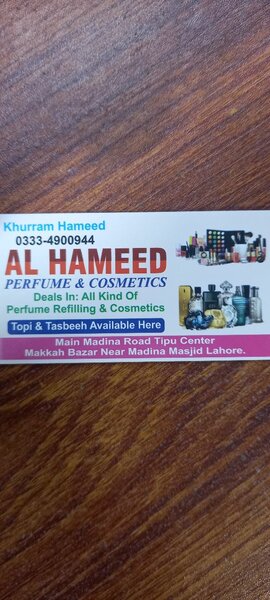 Khurram Hameed
0333-4900944
AL HAMEED
PERFUME & COSMETICS
Deals In: All Kind Of
Perfume Refilling & Cosmetics
Topi & Tasbeeh Available Here
Main Madina Road Tipu Center
Makkah Bazar Near Madina Masjid Lahore.